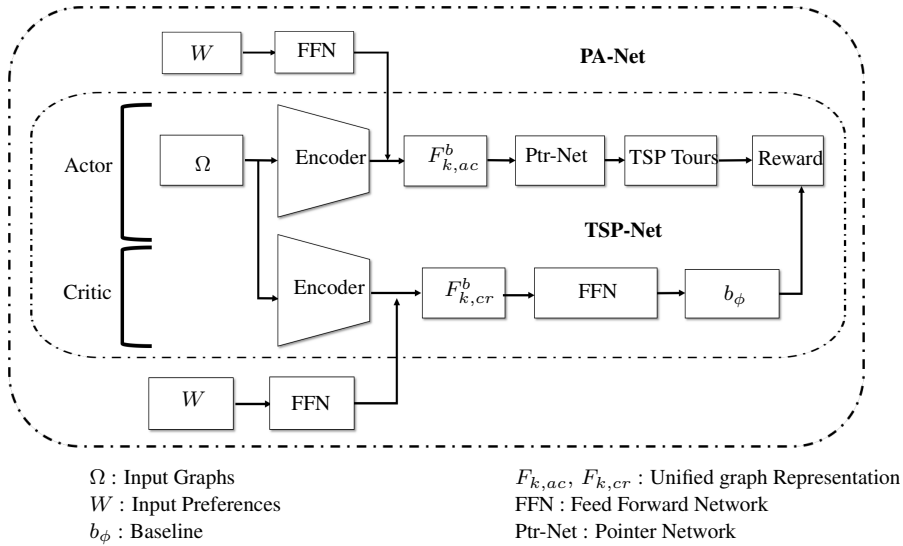 W
FFN
PA-Net
Actor
Ω
Encoder
F^b_{k,ac}
Ptr-Net
TSP Tours
Reward
TSP-Net
Critic
Encoder
F^b_{k,cr}
FFN
b_ϕ
W
FFN
Ω : Input Graphs
W : Input Preferences
b_ϕ : Baseline
F_{k,ac}, F_{k,cr} : Unified graph Representation
FFN : Feed Forward Network
Ptr-Net : Pointer Network